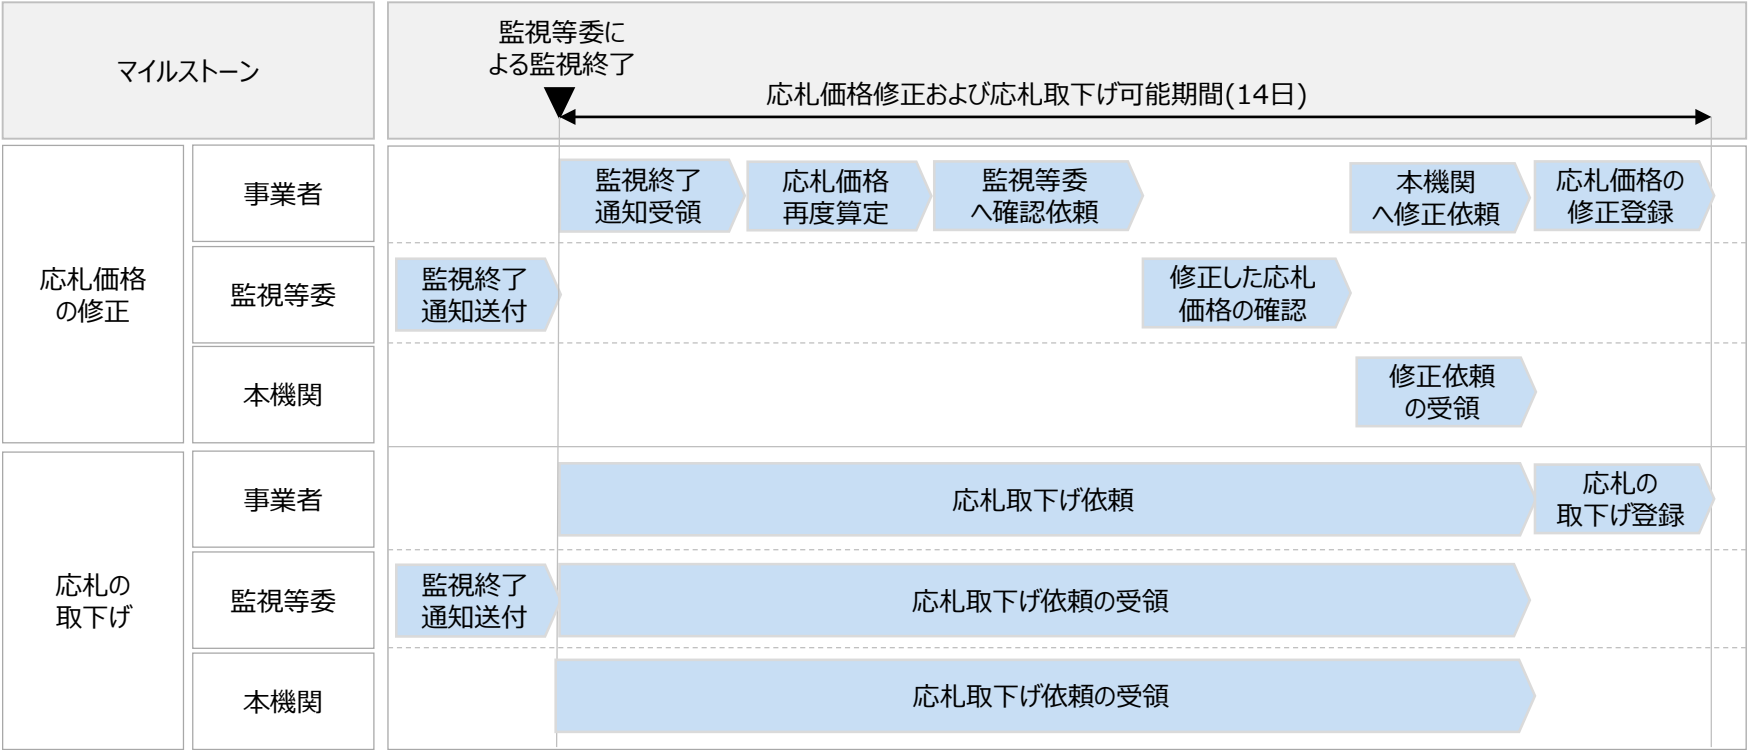 マイルストーン
監視等委に
よる監視終了
応札価格修正および応札取下げ可能期間(14日)
応札価格
の修正
事業者
監視終了
通知受領
応札価格
再度算定
監視等委
へ確認依頼
本機関
へ修正依頼
応札価格の
修正登録
監視等委
監視終了
通知送付
修正した応札
価格の確認
本機関
修正依頼
の受領
応札の
取下げ
事業者
応札取下げ依頼
応札の
取下げ登録
監視等委
監視終了
通知送付
応札取下げ依頼の受領
本機関
応札取下げ依頼の受領